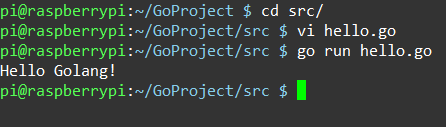 pi@raspberrypi:~/GoProject $ cd src/
pi@raspberrypi:~/GoProject/src $ vi hello.go
pi@raspberrypi:~/GoProject/src $ go run hello.go
Hello Golang!
pi@raspberrypi:~/GoProject/src $